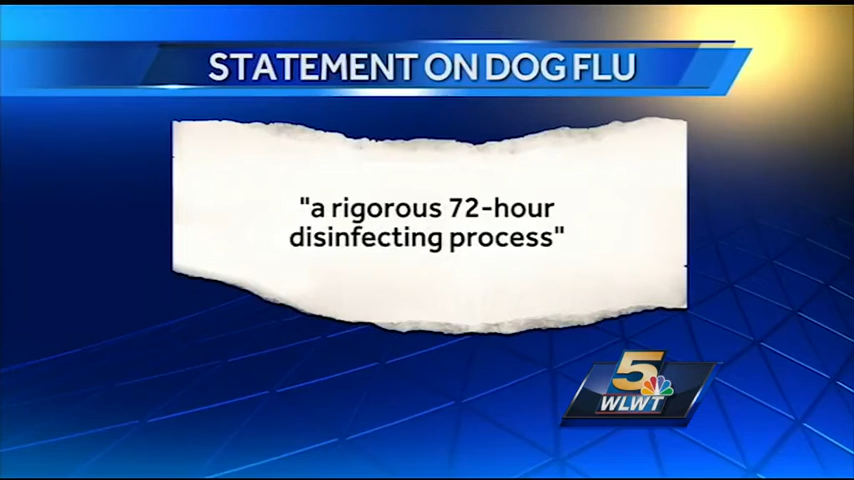 STATEMENT ON DOG FLU
"a rigorous 72-hour
disinfecting process"
5
WLWT